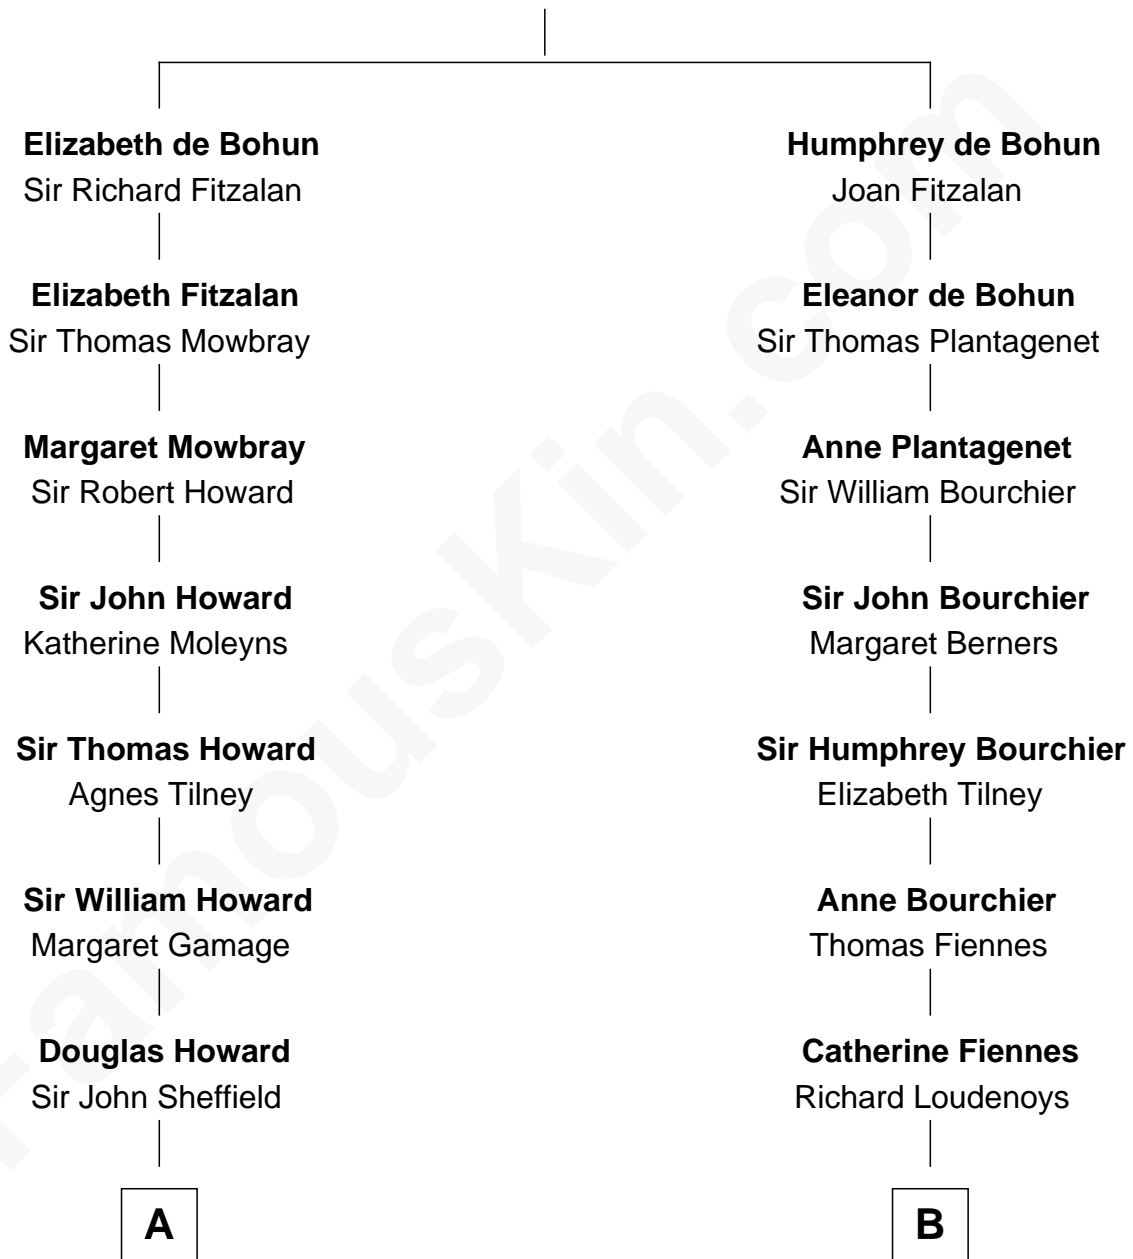 Elizabeth de Bohun
Sir Richard Fitzalan
Elizabeth Fitzalan
Sir Thomas Mowbray
Margaret Mowbray
Sir Robert Howard
Sir John Howard
Katherine Moleyns
Sir Thomas Howard
Agnes Tilney
Sir William Howard
Margaret Gamage
Douglas Howard
Sir John Sheffield
A
Humphrey de Bohun
Joan Fitzalan
Eleanor de Bohun
Sir Thomas Plantagenet
Anne Plantagenet
Sir William Bourchier
Sir John Bourchier
Margaret Berners
Sir Humphrey Bourchier
Elizabeth Tilney
Anne Bourchier
Thomas Fiennes
Catherine Fiennes
Richard Loudenoys
B
FamousKin.com